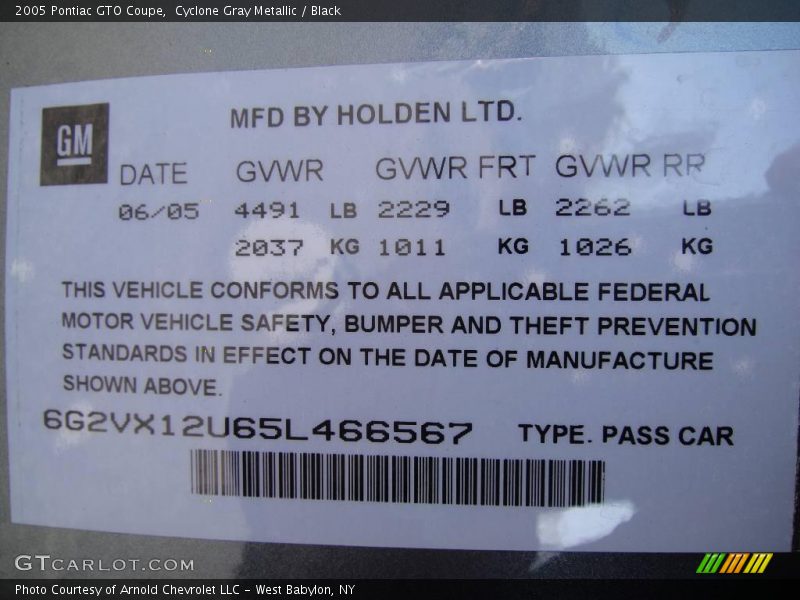 2005 Pontiac GTO Coupe, Cyclone Gray Metallic / Black
GM
MFD BY HOLDEN LTD.
DATE GVWR GVWR FRT GVWR RR
06/05 4491 LB 2229 LB 2262 LB
2037 KG 1011 KG 1026 KG
THIS VEHICLE CONFORMS TO ALL APPLICABLE FEDERAL
MOTOR VEHICLE SAFETY, BUMPER AND THEFT PREVENTION
STANDARDS IN EFFECT ON THE DATE OF MANUFACTURE
SHOWN ABOVE.
6G2VX12U65L466567 TYPE. PASS CAR
GTCARLOT.COM
Photo Courtesy of Arnold Chevrolet LLC - West Babylon, NY